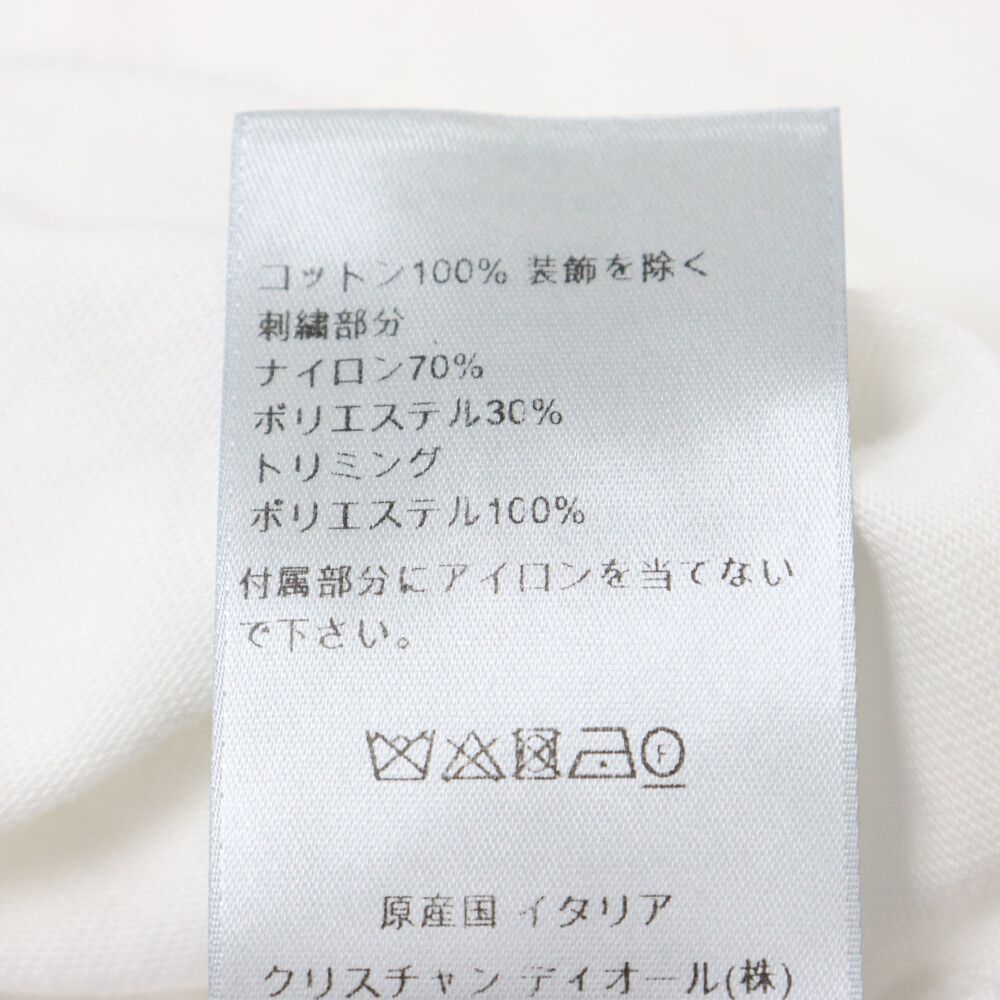 コットン100% 装飾を除く
刺繍部分
ナイロン70%
ポリエステル30%
トリミング
ポリエステル100%
付属部分にアイロンを当てない
で下さい。
F
原産国 イタリア
クリスチャン ディオール(株)